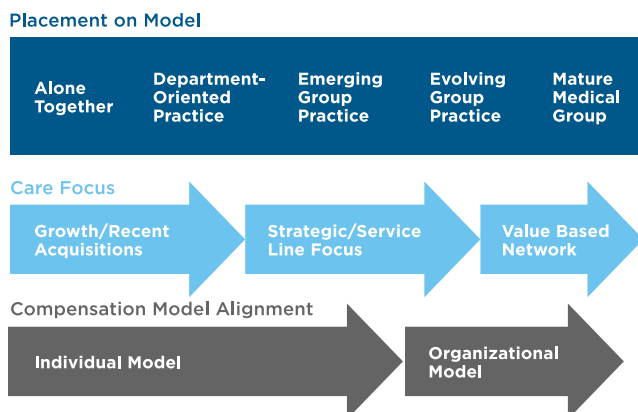 Placement on Model
Alone
Together
Department-
Oriented
Practice
Emerging
Group
Practice
Evolving
Group
Practice
Mature
Medical
Group
Care Focus
Growth/Recent
Acquisitions
Strategic/Service
Line Focus
Value Based
Network
Compensation Model Alignment
Individual Model
Organizational
Model